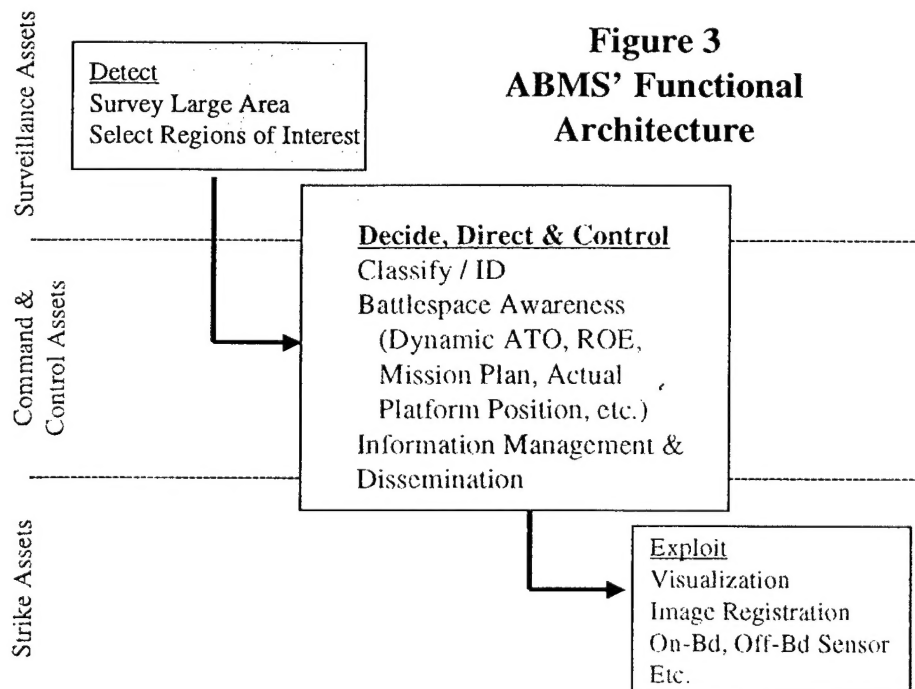 Figure 3
ABMS' Functional
Architecture
Surveillance Assets
Detect
Survey Large Area
Select Regions of Interest
Command &
Control Assets
Decide, Direct & Control
Classify / ID
Battlespace Awareness
(Dynamic ATO, ROE,
Mission Plan, Actual
Platform Position, etc.)
Information Management &
Dissemination
Strike Assets
Exploit
Visualization
Image Registration
On-Bd, Off-Bd Sensor
Etc.